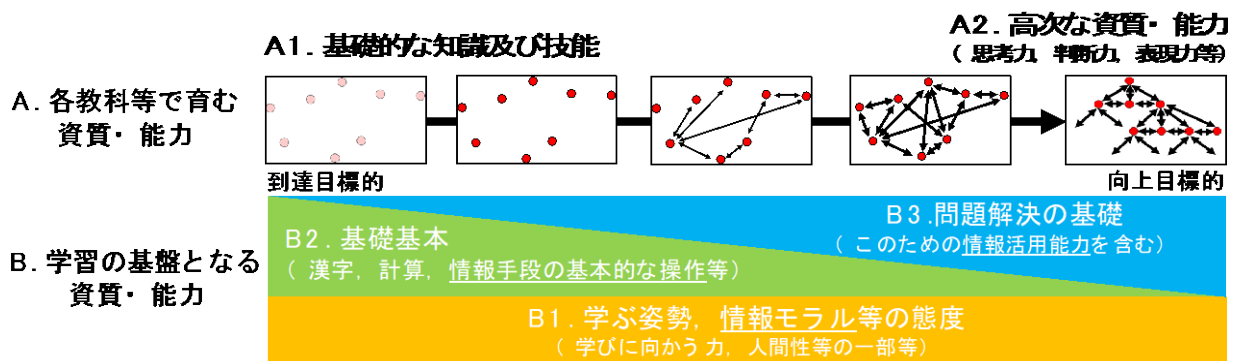 A1．基礎的な知識及び技能
A2．高次な資質・能力
（思考力，判断力，表現力等）
A．各教科等で育む
資質・能力
到達目標的
向上目標的
B．学習の基盤となる
資質・能力
B2．基礎基本
（漢字，計算，情報手段の基本的な操作等）
B3.問題解決の基礎
（このための情報活用能力を含む）
B1．学ぶ姿勢，情報モラル等の態度
（学びに向かう力，人間性等の一部等）